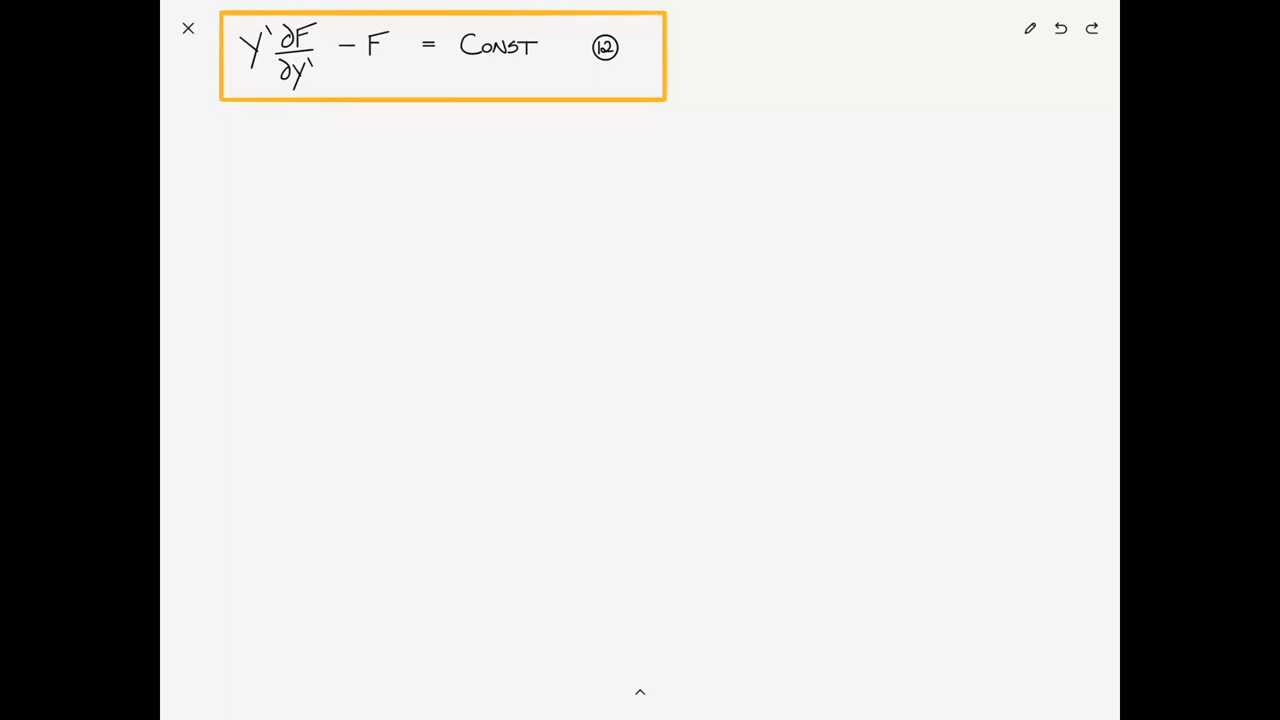 y' ∂F/∂y' − F = CONST (12)